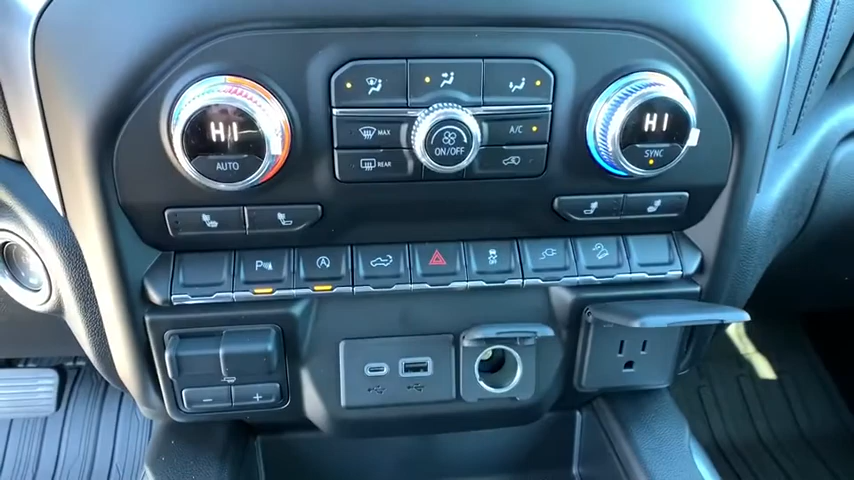 HI
AUTO
MAX
REAR
ON/OFF
A/C
HI
SYNC
P
A
- +